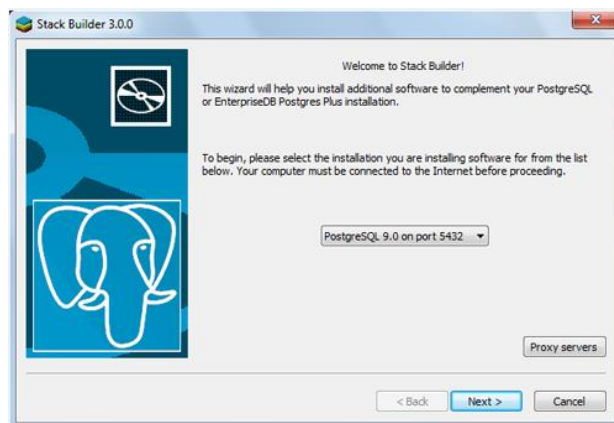 Stack Builder 3.0.0
Welcome to Stack Builder!
This wizard will help you install additional software to complement your PostgreSQL
or EnterpriseDB Postgres Plus installation.
To begin, please select the installation you are installing software for from the list
below. Your computer must be connected to the Internet before proceeding.
PostgreSQL 9.0 on port 5432
Proxy servers
< Back Next > Cancel